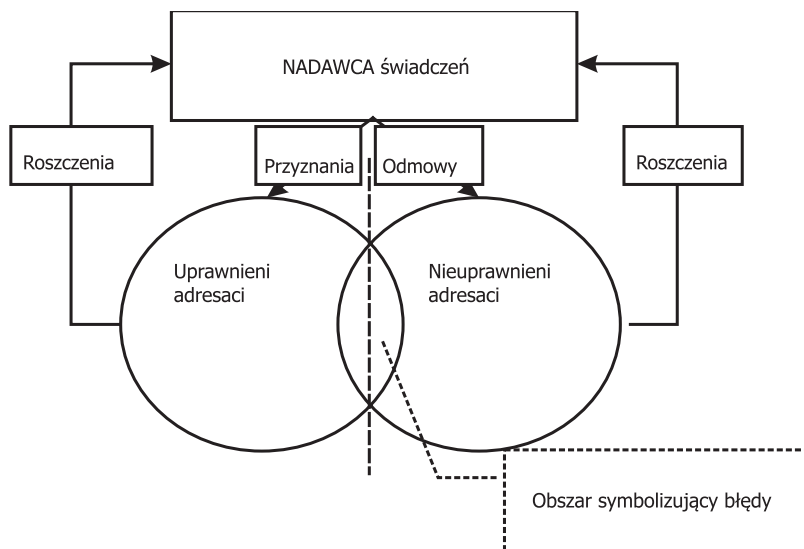 NADAWCA świadczeń
Roszczenia
Przyznania
Odmowy
Roszczenia
Uprawnieni
adresaci
Nieuprawnieni
adresaci
Obszar symbolizujący błędy